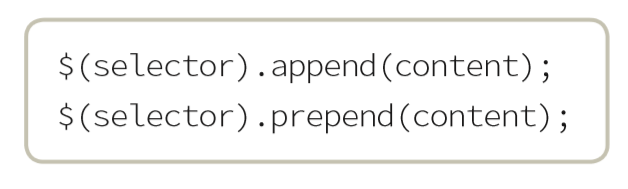 $(selector).append(content);
$(selector).prepend(content);